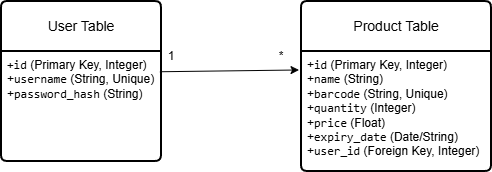 User Table
+id (Primary Key, Integer)
+username (String, Unique)
+password_hash (String)
1
*
Product Table
+id (Primary Key, Integer)
+name (String)
+barcode (String, Unique)
+quantity (Integer)
+price (Float)
+expiry_date (Date/String)
+user_id (Foreign Key, Integer)